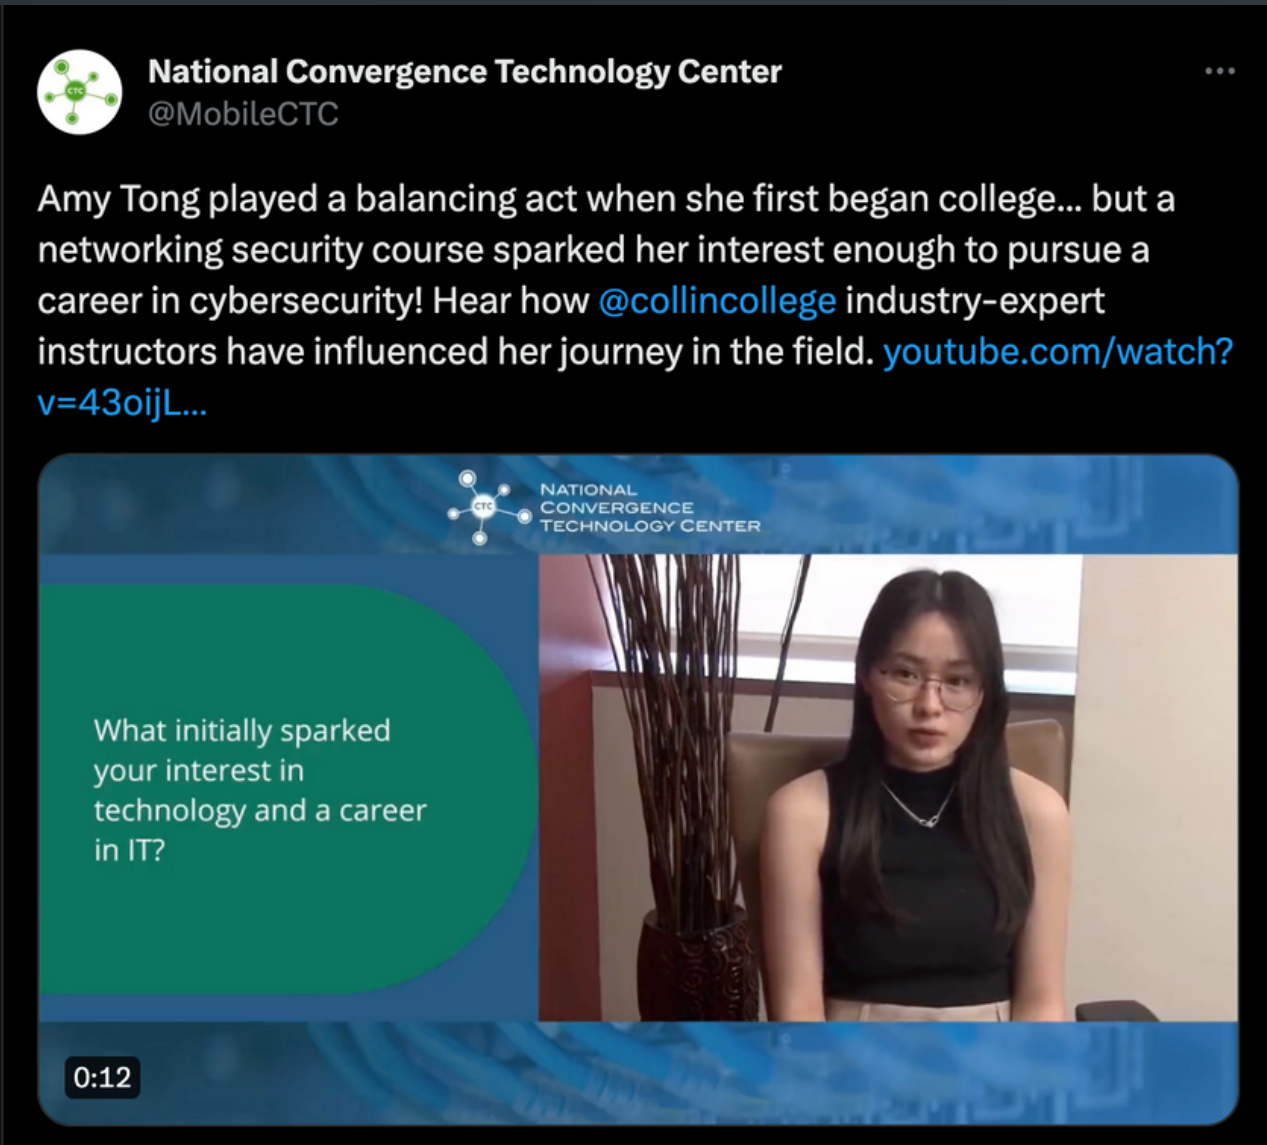 National Convergence Technology Center
@MobileCTC
Amy Tong played a balancing act when she first began college... but a
networking security course sparked her interest enough to pursue a
career in cybersecurity! Hear how @collincollege industry-expert
instructors have influenced her journey in the field. youtube.com/watch?
v=43oijL...
CTC
NATIONAL
CONVERGENCE
TECHNOLOGY CENTER
What initially sparked
your interest in
technology and a career
in IT?
0:12